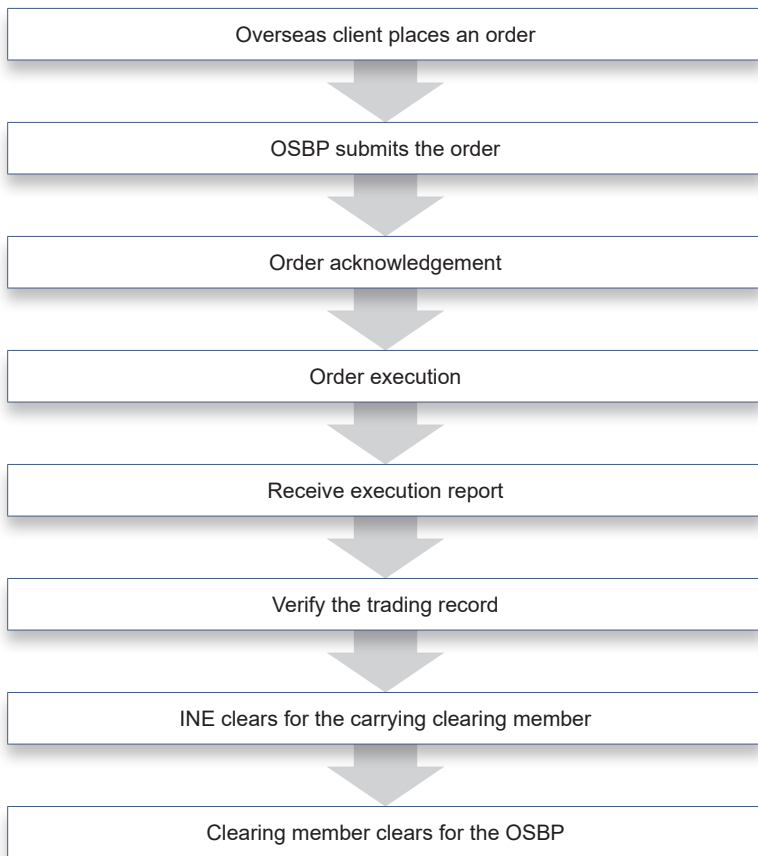 Overseas client places an order
OSBP submits the order
Order acknowledgement
Order execution
Receive execution report
Verify the trading record
INE clears for the carrying clearing member
Clearing member clears for the OSBP